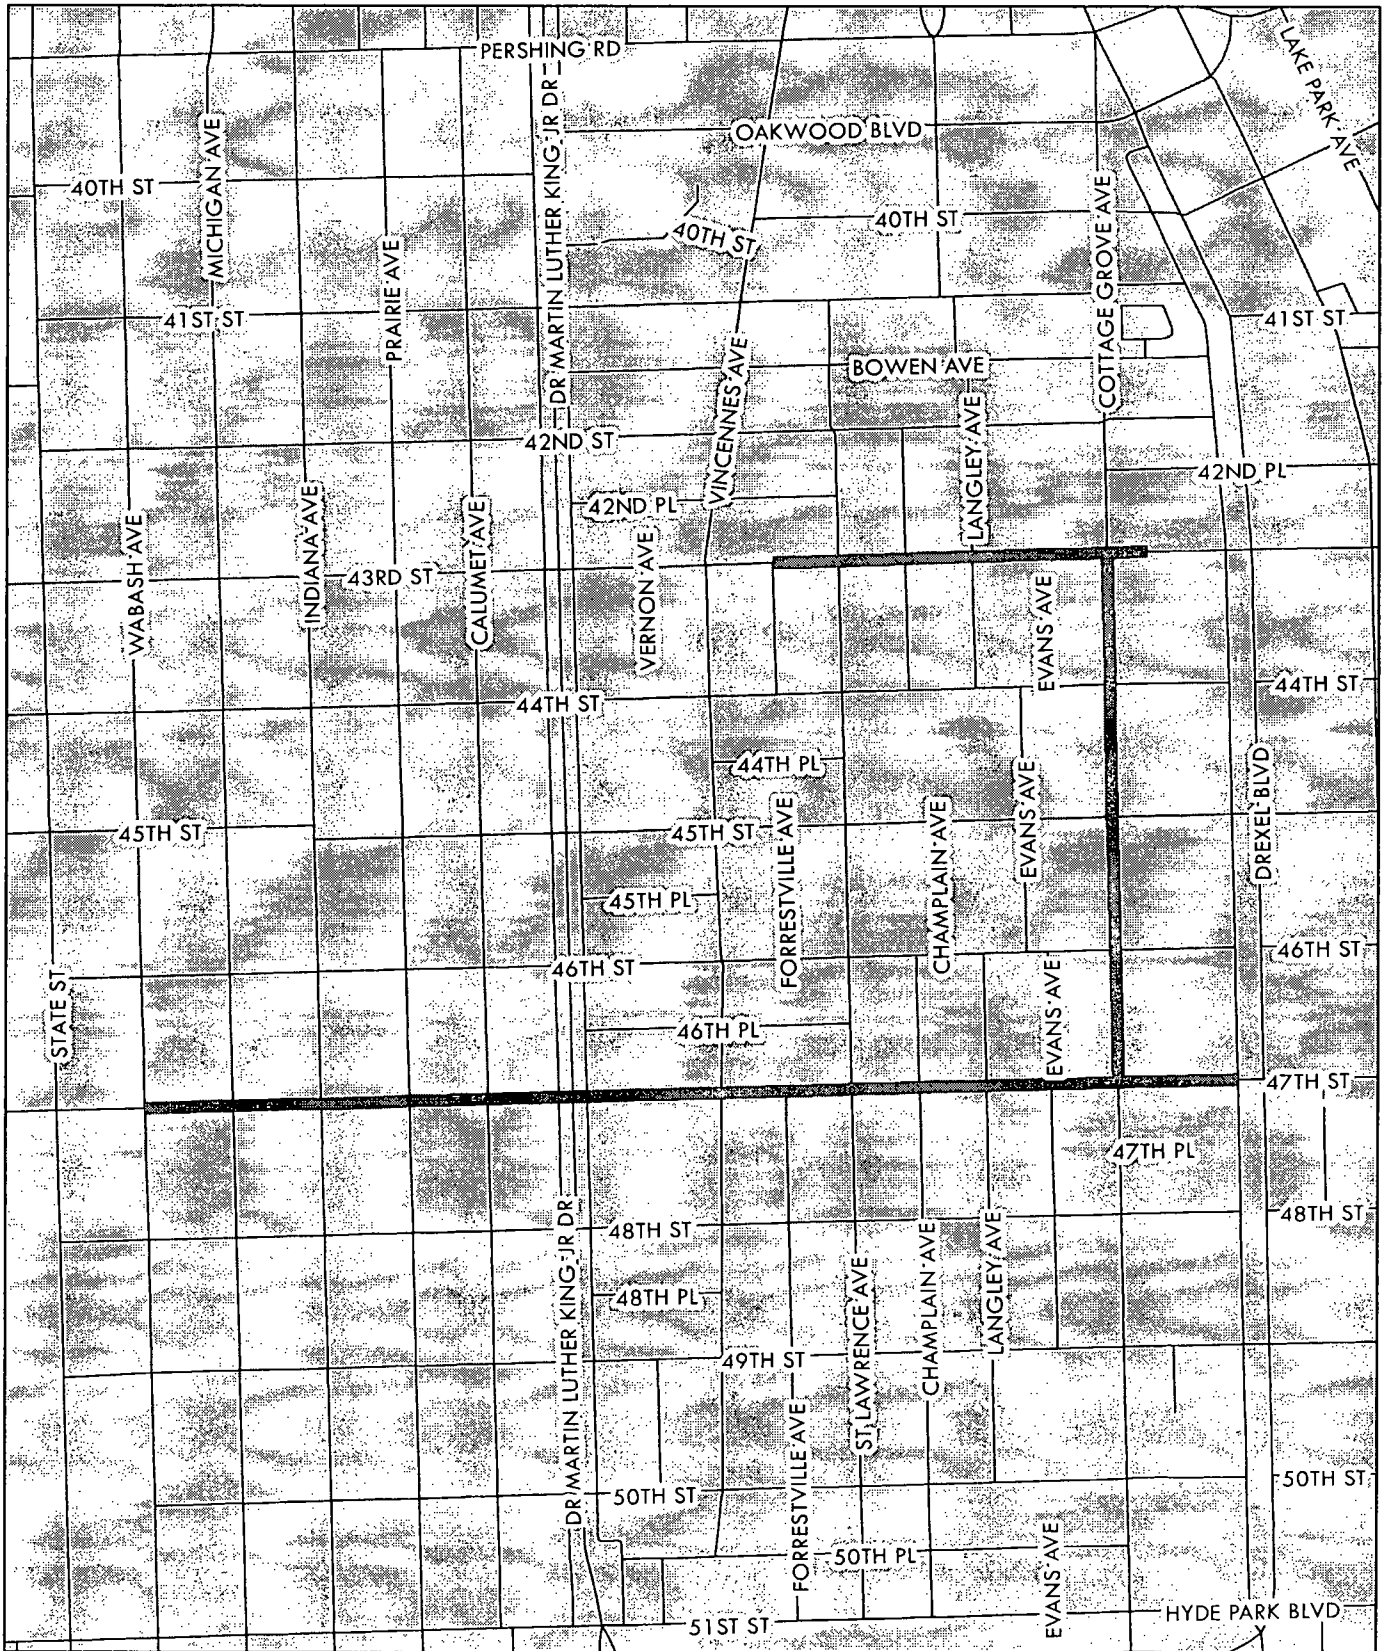 PERSHING RD
LAKE PARK AVE
OAKWOOD BLVD
MICHIGAN AVE
DR MARTIN LUTHER KING JR DR
40TH ST
40TH ST
40TH ST
COTTAGE GROVE AVE
PRAIRIE AVE
41ST ST
41ST ST
VINCENNES AVE
BOWEN AVE
LANGLEY AVE
42ND ST
42ND PL
42ND PL
WABASH AVE
INDIANA AVE
CALUMET AVE
VERNON AVE
43RD ST
EVANS AVE
44TH ST
44TH ST
44TH PL
DREXEL BLVD
45TH ST
45TH ST
FORRESTVILLE AVE
CHAMPLAIN AVE
EVANS AVE
45TH PL
46TH ST
46TH ST
STATE ST
46TH PL
EVANS AVE
47TH ST
47TH PL
48TH ST
48TH ST
DR MARTIN LUTHER KING JR DR
48TH PL
ST LAWRENCE AVE
CHAMPLAIN AVE
LANGLEY AVE
49TH ST
FORRESTVILLE AVE
50TH ST
50TH ST
50TH PL
EVANS AVE
51ST ST
HYDE PARK BLVD